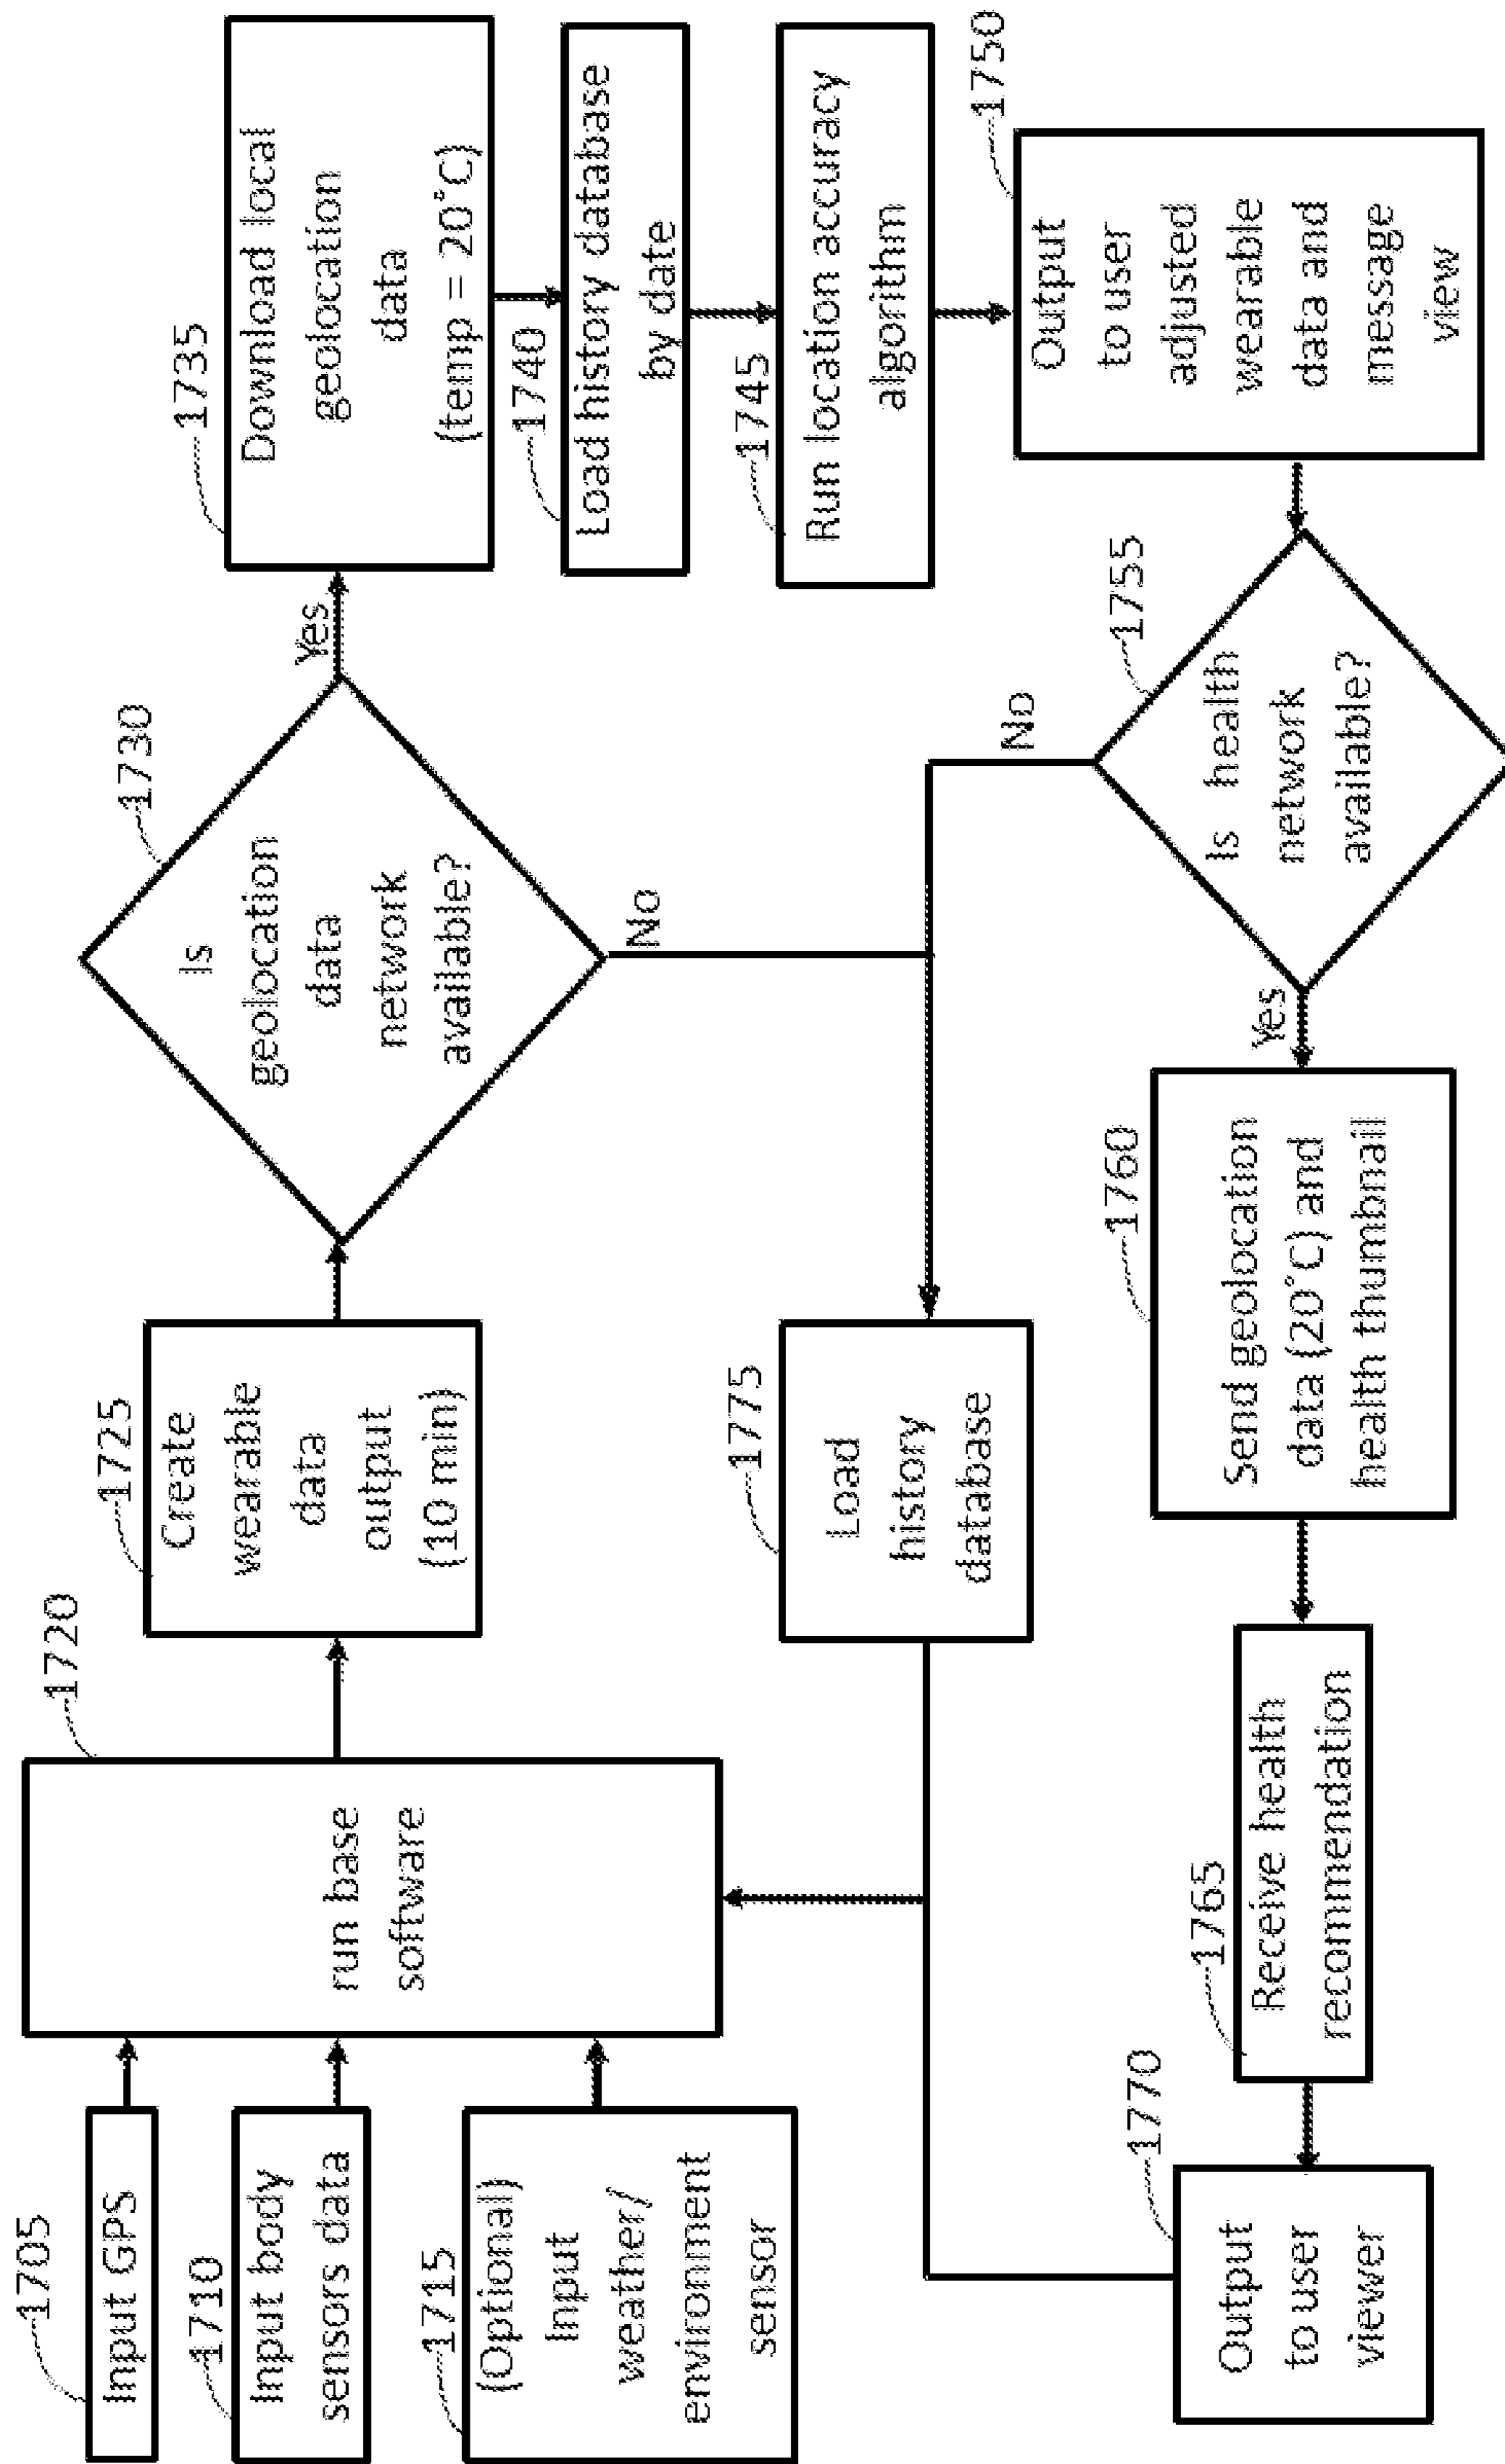 1705
Input GPS
1710
Input body
sensors data
1715
(Optional)
Input
weather/
environment
sensor
1720
run base
software
1725
Create
wearable
data
output
(10 min)
1730
Is
geolocation
data
network
available?
Yes
No
1735
Download local
geolocation
data
(temp = 20°C)
1740
Load history database
by date
1745
Run location accuracy
algorithm
1750
Output
to user
adjusted
wearable
data and
message
view
1755
Is health
network
available?
No
Yes
1760
Send geolocation
data (20°C) and
health thumbnail
1765
Receive health
recommendation
1770
Output
to user
viewer
1775
Load
history
database